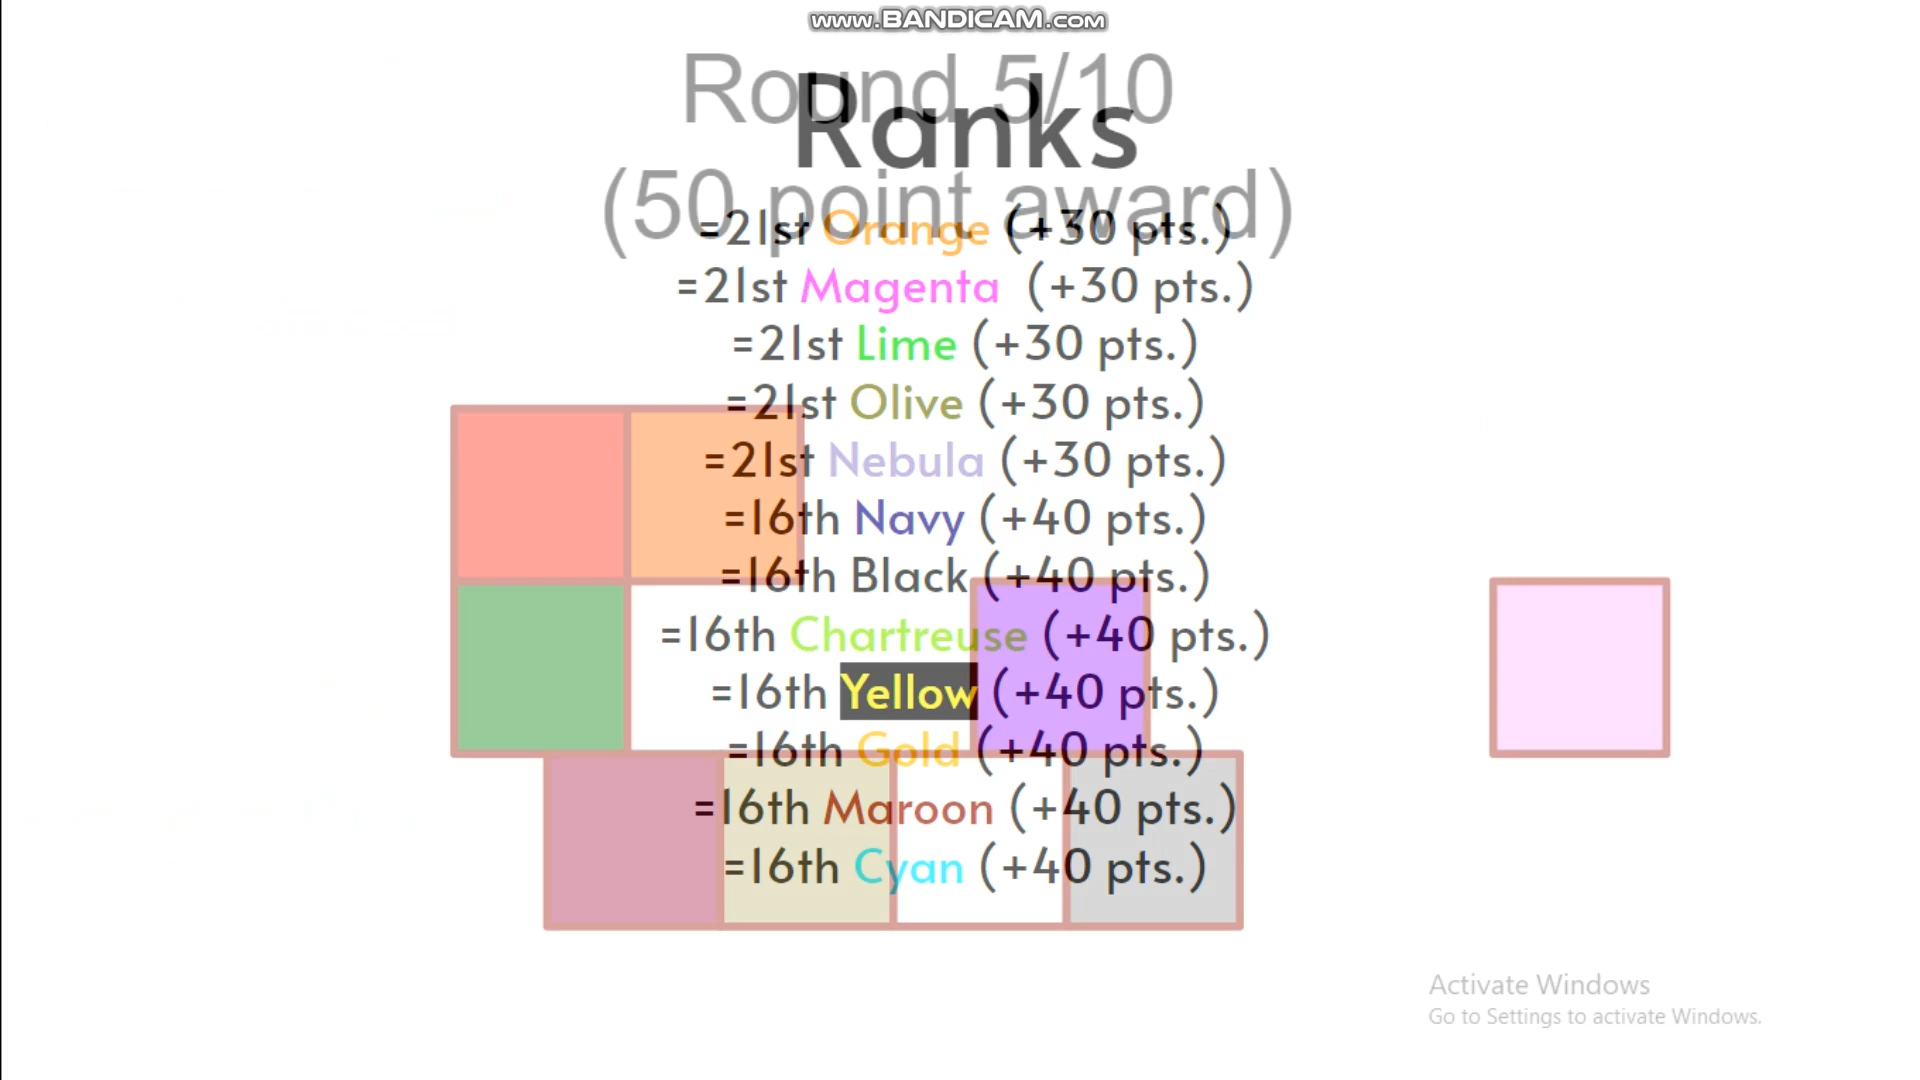 www.BANDICAM.com
Round 5/10
Ranks
(50 point award)
=21st Orange (+30 pts.)
=21st Magenta (+30 pts.)
=21st Lime (+30 pts.)
=21st Olive (+30 pts.)
=21st Nebula (+30 pts.)
=16th Navy (+40 pts.)
=16th Black (+40 pts.)
=16th Chartreuse (+40 pts.)
=16th Yellow (+40 pts.)
=16th Gold (+40 pts.)
=16th Maroon (+40 pts.)
=16th Cyan (+40 pts.)
Activate Windows
Go to Settings to activate Windows.